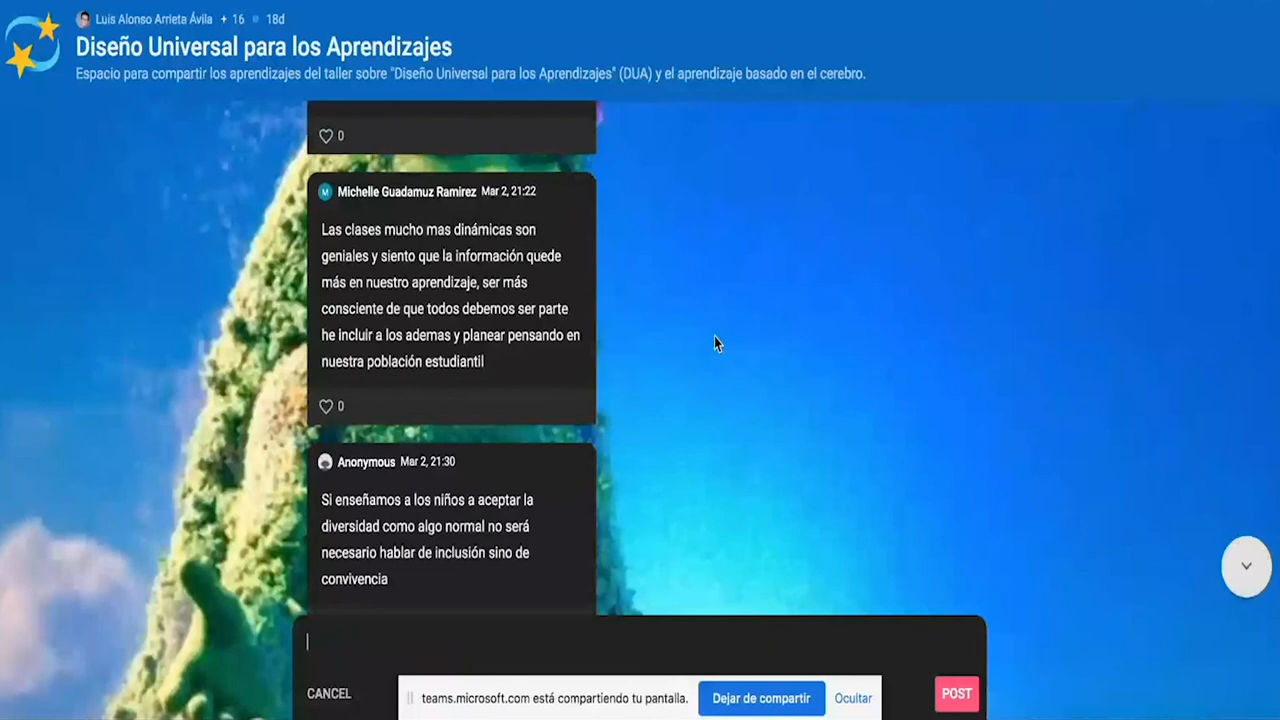 Luis Alonso Arrieta Ávila + 16 18d
Diseño Universal para los Aprendizajes
Espacio para compartir los aprendizajes del taller sobre "Diseño Universal para los Aprendizajes" (DUA) y el aprendizaje basado en el cerebro.
0
M Michelle Guadamuz Ramirez Mar 2, 21:22
Las clases mucho mas dinámicas son
geniales y siento que la información quede
más en nuestro aprendizaje, ser más
consciente de que todos debemos ser parte
he incluir a los ademas y planear pensando en
nuestra población estudiantil
0
Anonymous Mar 2, 21:30
Si enseñamos a los niños a aceptar la
diversidad como algo normal no será
necesario hablar de inclusión sino de
convivencia
CANCEL
teams.microsoft.com está compartiendo tu pantalla. Dejar de compartir Ocultar
POST